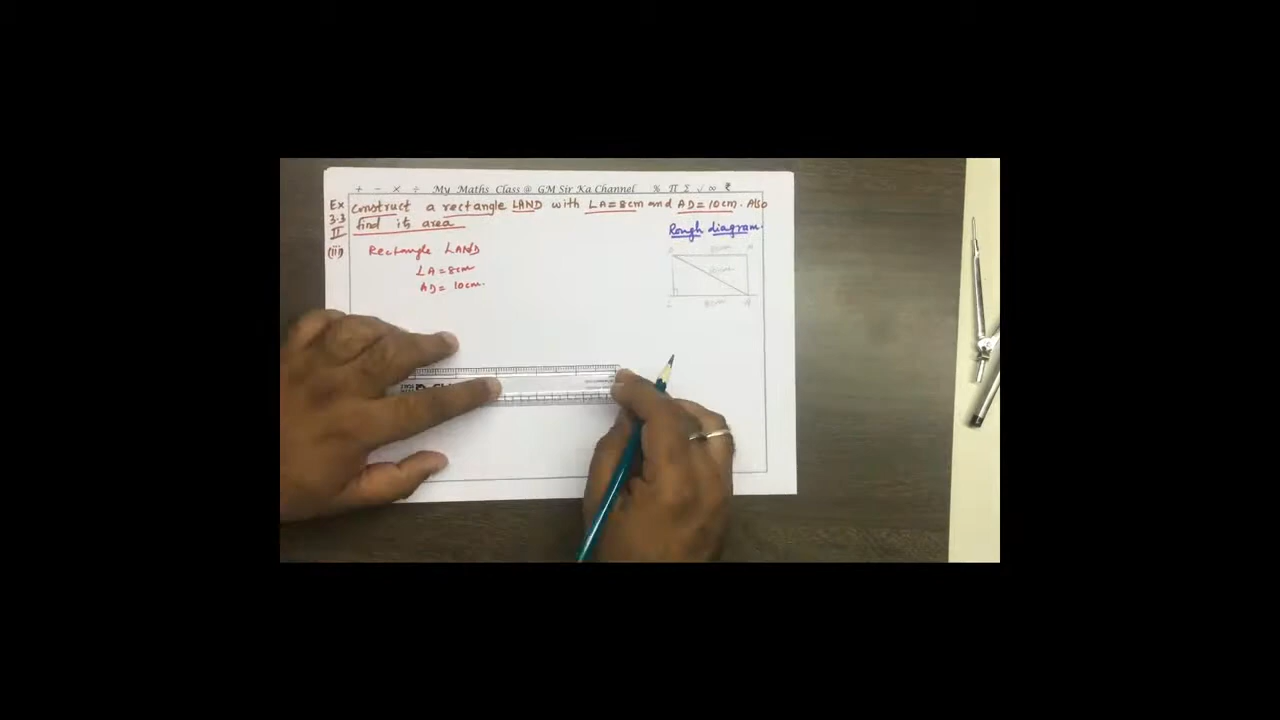 + - × ÷ My Maths Class @ GM Sir Ka Channel % Π Σ √ ∞ ₹
Ex 3.3 II (iii)
Construct a rectangle LAND with LA = 8cm and AD = 10cm. Also
find its area
Rough diagram.
Rectangle LAND
LA = 8cm
AD = 10cm.